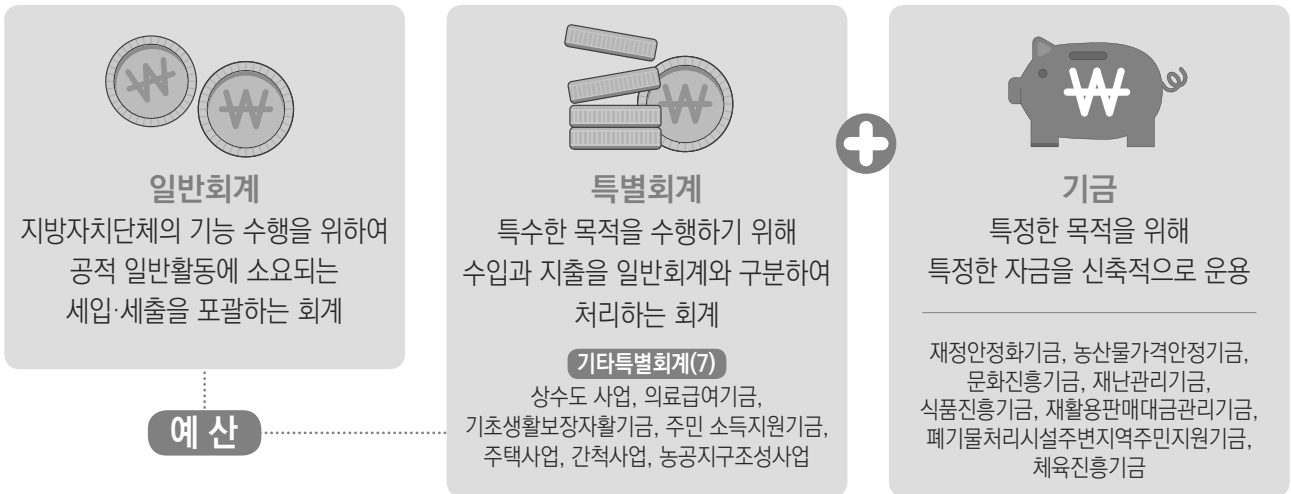 일반회계
지방자치단체의 기능 수행을 위하여
공적 일반활동에 소요되는
세입·세출을 포괄하는 회계
예 산
특별회계
특수한 목적을 수행하기 위해
수입과 지출을 일반회계와 구분하여
처리하는 회계
기타특별회계(7)
상수도 사업, 의료급여기금,
기초생활보장자활기금, 주민 소득지원기금,
주택사업, 간척사업, 농공지구조성사업
기금
특정한 목적을 위해
특정한 자금을 신축적으로 운용
재정안정화기금, 농산물가격안정기금,
문화진흥기금, 재난관리기금,
식품진흥기금, 재활용판매대금관리기금,
폐기물처리시설주변지역주민지원기금,
체육진흥기금